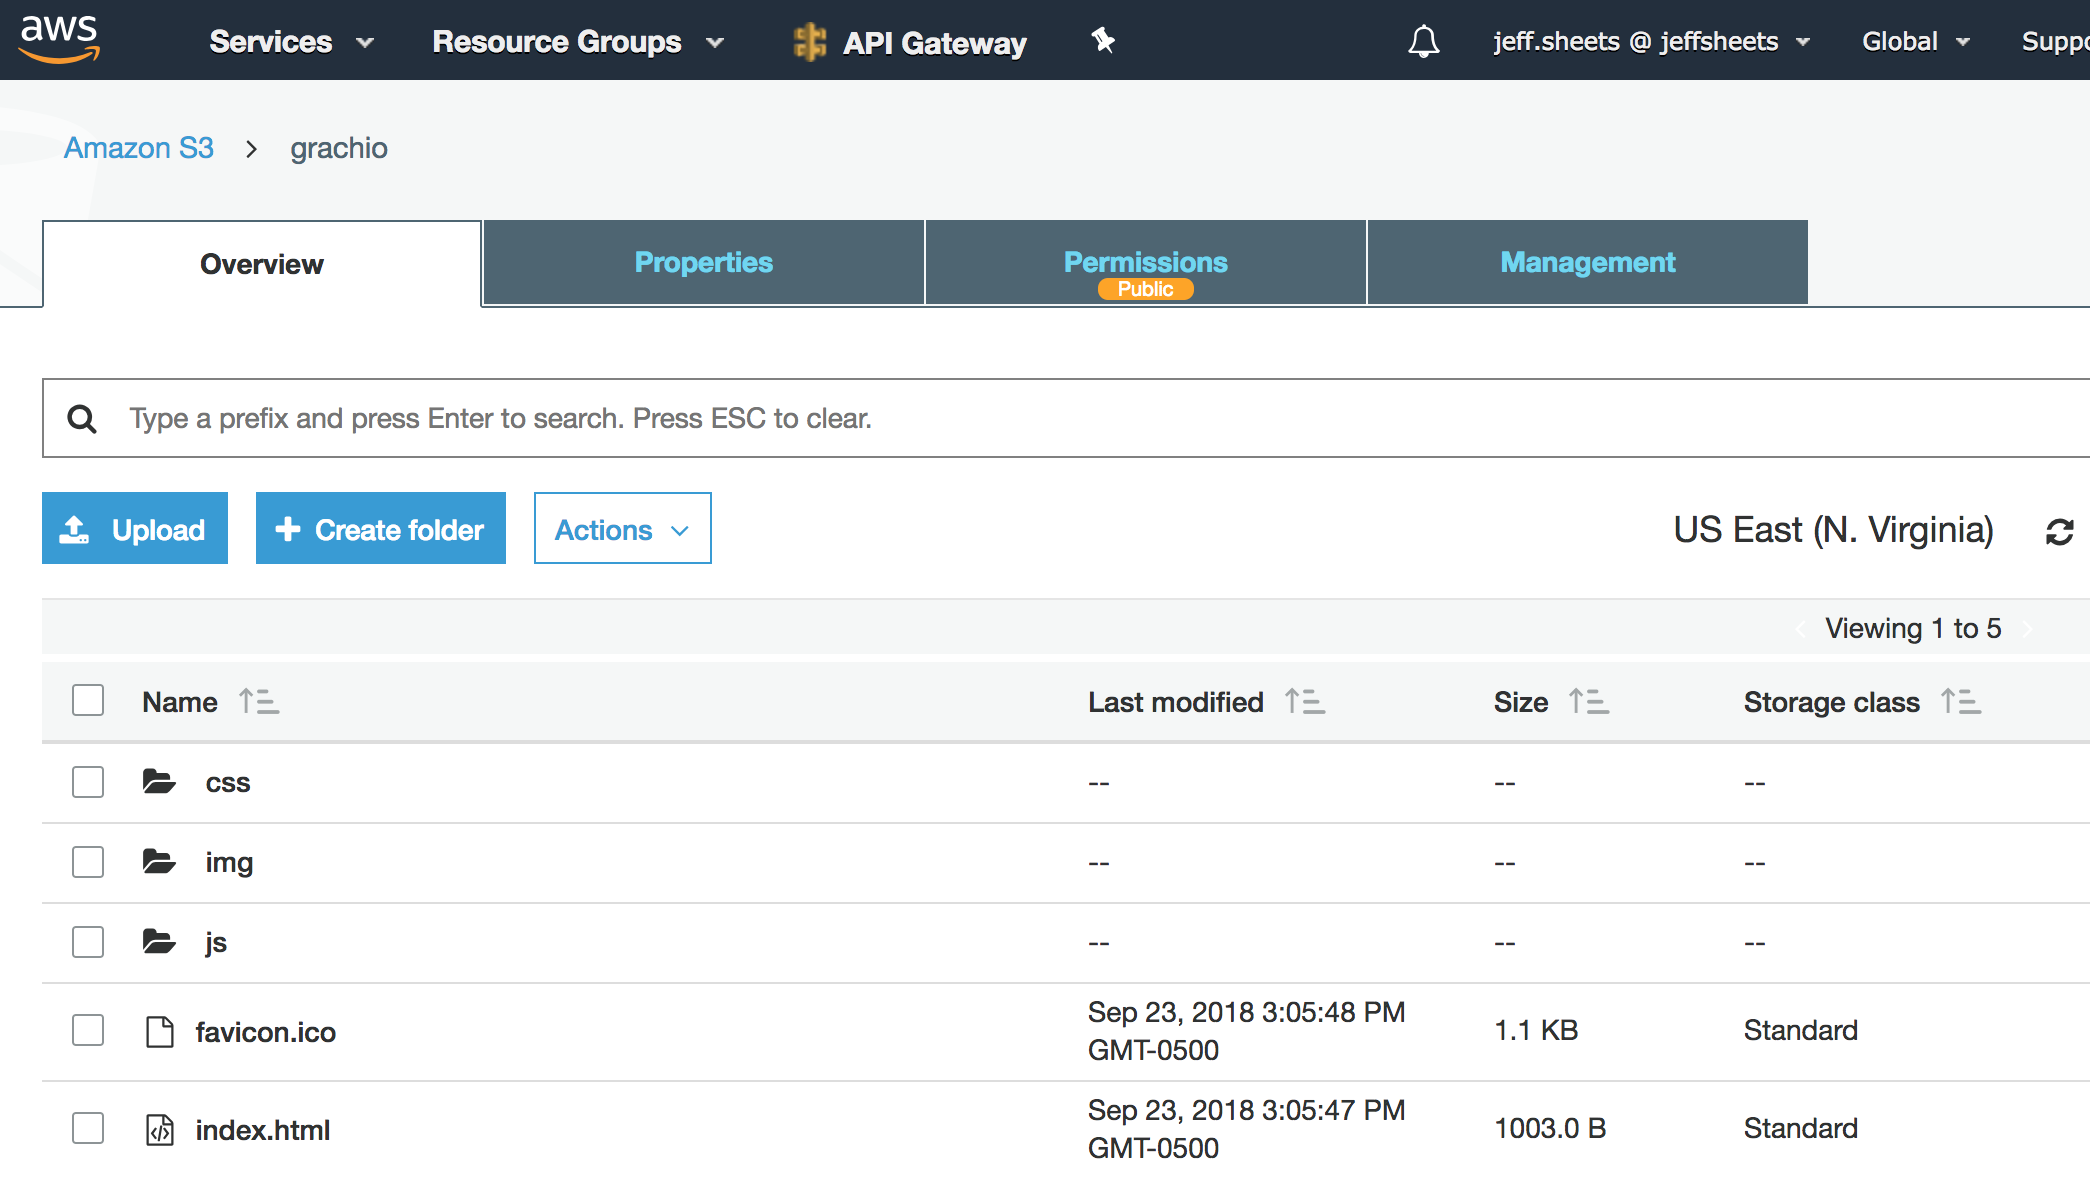 aws Services Resource Groups API Gateway jeff.sheets @ jeffsheets Global
Amazon S3 > grachio
Overview Properties Permissions Management
Public
Type a prefix and press Enter to search. Press ESC to clear.
Upload + Create folder Actions US East (N. Virginia)
Viewing 1 to 5
Name Last modified Size Storage class
css -- -- --
img -- -- --
js -- -- --
favicon.ico Sep 23, 2018 3:05:48 PM 1.1 KB Standard
GMT-0500
index.html Sep 23, 2018 3:05:47 PM 1003.0 B Standard
GMT-0500